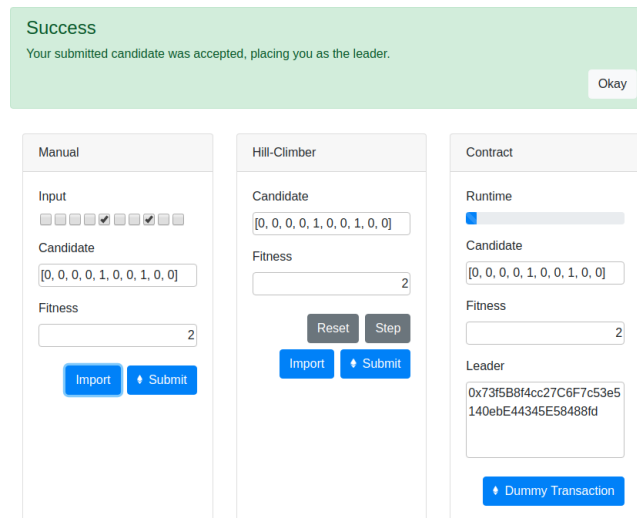 Success
Your submitted candidate was accepted, placing you as the leader.
Okay
Manual
Input
Candidate
[0, 0, 0, 0, 1, 0, 0, 1, 0, 0]
Fitness
2
Import
Submit
Hill-Climber
Candidate
[0, 0, 0, 0, 1, 0, 0, 1, 0, 0]
Fitness
2
Reset
Step
Import
Submit
Contract
Runtime
Candidate
[0, 0, 0, 0, 1, 0, 0, 1, 0, 0]
Fitness
2
Leader
0x73f5B8f4cc27C6F7c53e5
140ebE44345E58488fd
Dummy Transaction